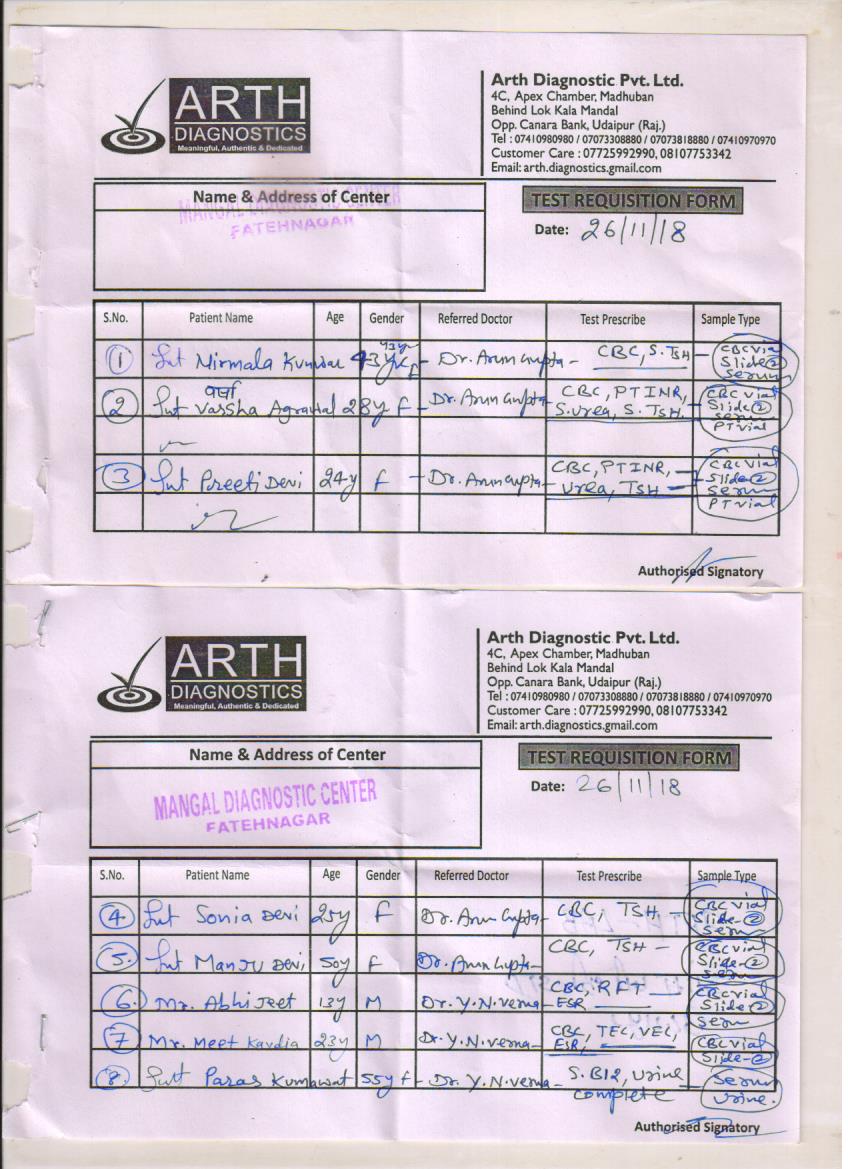 ARTH
DIAGNOSTICS
Meaningful, Authentic & Dedicated
Arth Diagnostic Pvt. Ltd.
4C, Apex Chamber, Madhuban
Behind Lok Kala Mandal
Opp. Canara Bank, Udaipur (Raj.)
Tel : 07410980980 / 07073308880 / 07073818880 / 07410970970
Customer Care : 07725992990, 08107753342
Email: arth.diagnostics.gmail.com
Name & Address of Center
MANGAL DIAGNOSTIC CENTER
FATEHNAGAR
TEST REQUISITION FORM
Date: 26/11/18
S.No. Patient Name Age Gender Referred Doctor Test Prescribe Sample Type
1 Smt Nirmala Kunwar 43y F - Dr. Arun Gupta - CBC, S. TSH CBC vial
Slide-2
serum
वर्षा
2 Smt Varsha Agrawal 28y F - Dr. Arun Gupta - CBC, PTINR, CBC vial
S.urea, S. TSH. Slide-2
serum
PT vial
3 Smt Preeti Devi 24y F - Dr. Arun Gupta - CBC, PTINR, - CBC vial
Urea, TSH - Slide-2
serum
PT vial
Authorised Signatory
ARTH
DIAGNOSTICS
Meaningful, Authentic & Dedicated
Arth Diagnostic Pvt. Ltd.
4C, Apex Chamber, Madhuban
Behind Lok Kala Mandal
Opp. Canara Bank, Udaipur (Raj.)
Tel : 07410980980 / 07073308880 / 07073818880 / 07410970970
Customer Care : 07725992990, 08107753342
Email: arth.diagnostics.gmail.com
Name & Address of Center
MANGAL DIAGNOSTIC CENTER
FATEHNAGAR
TEST REQUISITION FORM
Date: 26/11/18
S.No. Patient Name Age Gender Referred Doctor Test Prescribe Sample Type
4 Smt Sonia Devi 25y F Dr. Arun Gupta - CBC, TSH, CBC vial
Slide-2
serum
5. Smt Manju Devi 50y F Dr. Arun Gupta - CBC, TSH - CBC vial
Slide-2
serum
6. Mr. Abhijeet 13y M Dr. Y.N. verma - CBC, RFT CBC vial
ESR Slide-2
serum
7 Mr. Meet Kavdia 23y M Dr. Y.N. verma - CBC, TEC, VEC, CBC vial
ESR, Slide-2
8. Smt Paras Kumawat 55y F - Dr. Y.N. verma - S. B12, urine serum
complete urine.
Authorised Signatory